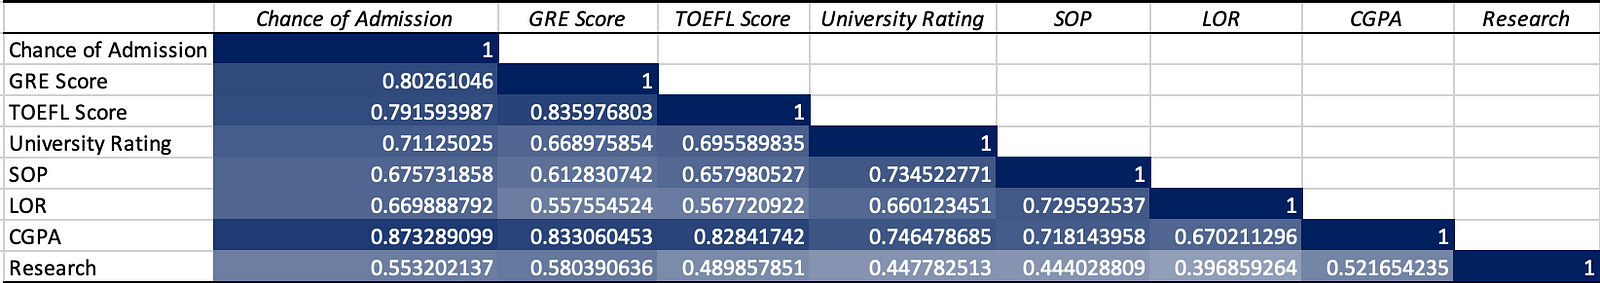 Chance of Admission GRE Score TOEFL Score University Rating SOP LOR CGPA Research
Chance of Admission 1
GRE Score 0.80261046 1
TOEFL Score 0.791593987 0.835976803 1
University Rating 0.71125025 0.668975854 0.695589835 1
SOP 0.675731858 0.612830742 0.657980527 0.734522771 1
LOR 0.669888792 0.557554524 0.567720922 0.660123451 0.729592537 1
CGPA 0.873289099 0.833060453 0.82841742 0.746478685 0.718143958 0.670211296 1
Research 0.553202137 0.580390636 0.489857851 0.447782513 0.444028809 0.396859264 0.521654235 1